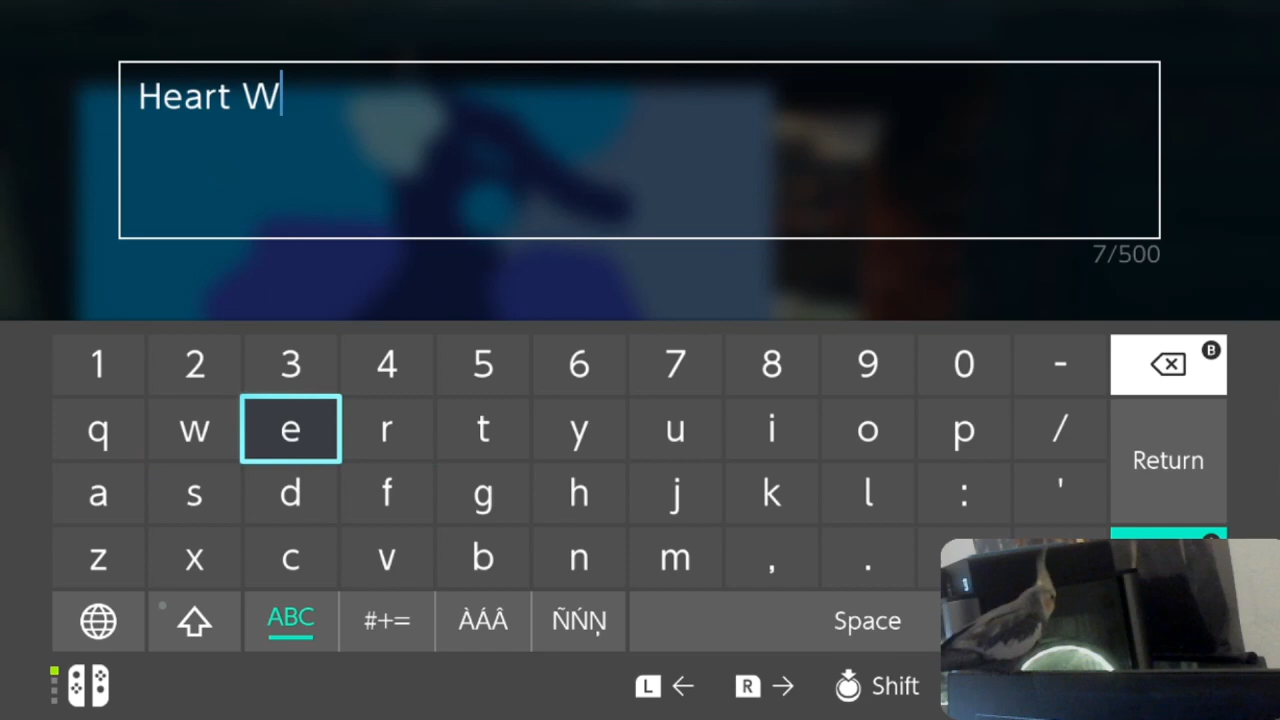 Heart W
7/500
1 2 3 4 5 6 7 8 9 0 -
B
q w e r t y u i o p /
Return
a s d f g h j k l : '
z x c v b n m , .
ABC #+= ÀÁÂ ÑŃŅ Space
L ← R → Shift